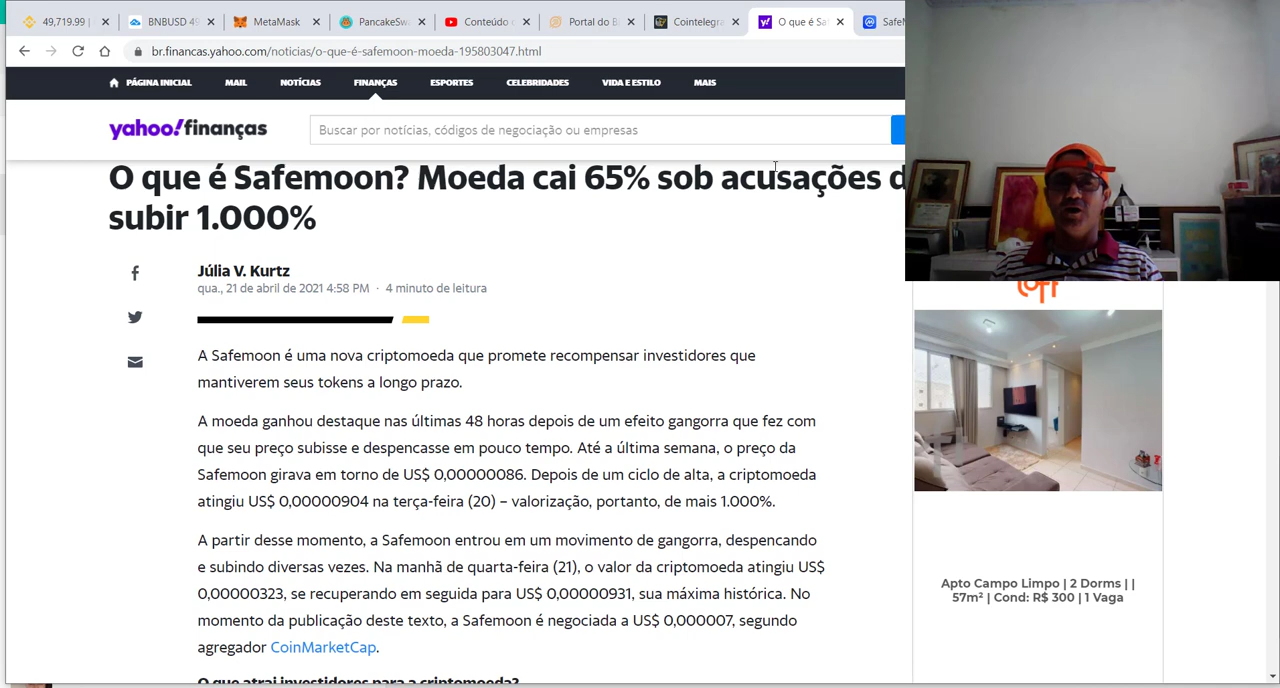 49,719.99 |
BNBUSD 49
MetaMask
PancakeSw
Conteúdo
Portal do B
Cointelegra
O que é Sa
SafeM
br.financas.yahoo.com/noticias/o-que-é-safemoon-moeda-195803047.html
PÁGINA INICIAL MAIL NOTÍCIAS FINANÇAS ESPORTES CELEBRIDADES VIDA E ESTILO MAIS
yahoo!finanças
Buscar por notícias, códigos de negociação ou empresas
O que é Safemoon? Moeda cai 65% sob acusações d
subir 1.000%
Júlia V. Kurtz
qua., 21 de abril de 2021 4:58 PM · 4 minuto de leitura
A Safemoon é uma nova criptomoeda que promete recompensar investidores que
mantiverem seus tokens a longo prazo.
A moeda ganhou destaque nas últimas 48 horas depois de um efeito gangorra que fez com
que seu preço subisse e despencasse em pouco tempo. Até a última semana, o preço da
Safemoon girava em torno de US$ 0,00000086. Depois de um ciclo de alta, a criptomoeda
atingiu US$ 0,00000904 na terça-feira (20) – valorização, portanto, de mais 1.000%.
A partir desse momento, a Safemoon entrou em um movimento de gangorra, despencando
e subindo diversas vezes. Na manhã de quarta-feira (21), o valor da criptomoeda atingiu US$
0,00000323, se recuperando em seguida para US$ 0,00000931, sua máxima histórica. No
momento da publicação deste texto, a Safemoon é negociada a US$ 0,000007, segundo
agregador CoinMarketCap.
O que atrai investidores para a criptomoeda?
Apto Campo Limpo | 2 Dorms | |
57m² | Cond: R$ 300 | 1 Vaga